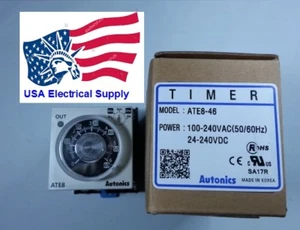 USA Electrical Supply
OUT
ATE8
Autonics
TIMER
MODEL : ATE8-46
POWER : 100-240VAC(50/60Hz)
24-240VDC
RoHS
SA17R
Autonics
MADE IN KOREA